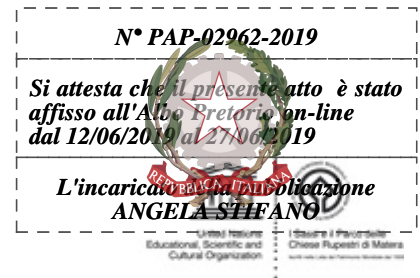 N° PAP-02962-2019
Si attesta che il presente atto è stato
affisso all'Albo Pretorio on-line
dal 12/06/2019 al 27/06/2019
L'incaricato della pubblicazione
ANGELA STIFANO
REPVBBLICA ITALIANA
United Nations
Educational, Scientific and
Cultural Organization
I Sassi e il Parco delle
Chiese Rupestri di Matera